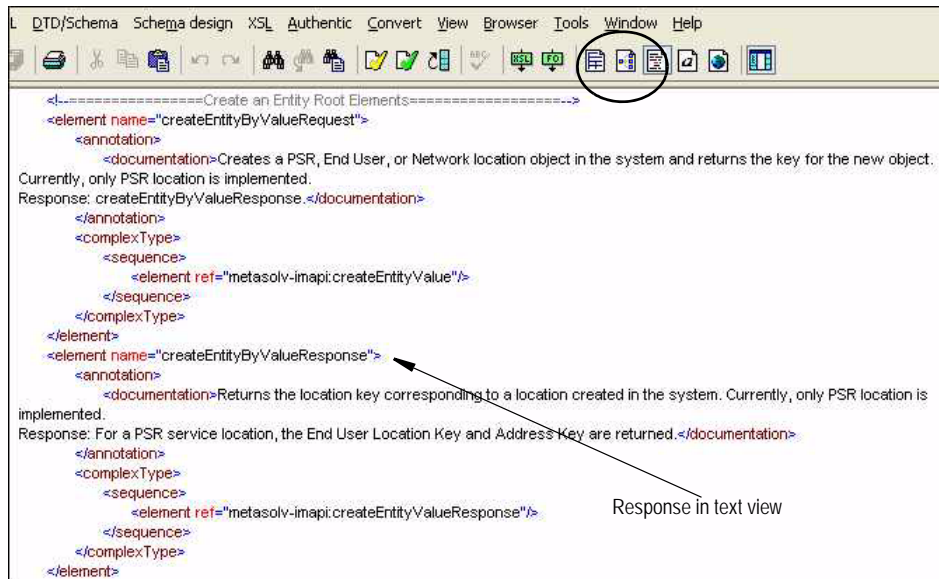 L DTD/Schema Schema design XSL Authentic Convert View Browser Tools Window Help
ABC XSL FO a
<!--=================Create an Entity Root Elements====================-->
<element name="createEntityByValueRequest">
<annotation>
<documentation>Creates a PSR, End User, or Network location object in the system and returns the key for the new object.
Currently, only PSR location is implemented.
Response: createEntityByValueResponse.</documentation>
</annotation>
<complexType>
<sequence>
<element ref="metasolv-imapi:createEntityValue"/>
</sequence>
</complexType>
</element>
<element name="createEntityByValueResponse">
<annotation>
<documentation>Returns the location key corresponding to a location created in the system. Currently, only PSR location is
implemented.
Response: For a PSR service location, the End User Location Key and Address Key are returned.</documentation>
</annotation>
<complexType>
<sequence>
<element ref="metasolv-imapi:createEntityValueResponse"/>
Response in text view
</sequence>
</complexType>
</element>